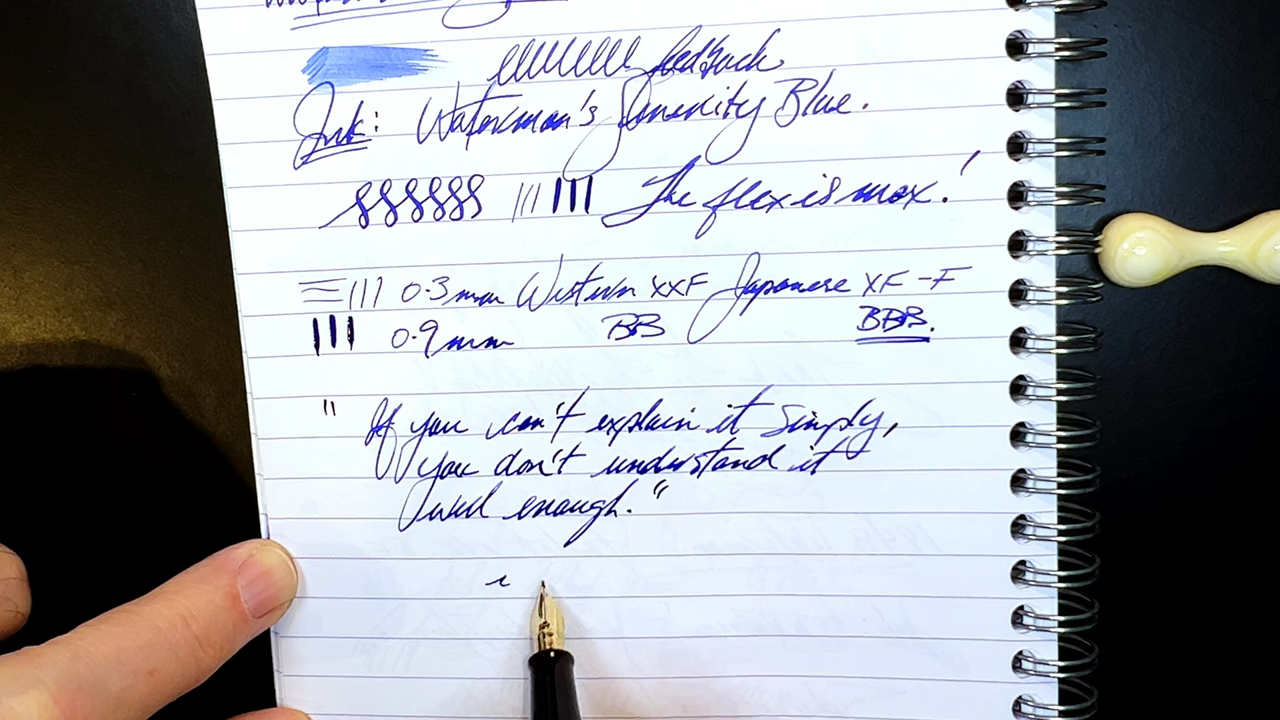 feedback
Ink: Waterman's Serenity Blue.
The flex is max!
0.3mm Western XXF Japanese XF-F
0.9mm BB BBB.
" If you can't explain it simply,
you don't understand it
well enough."